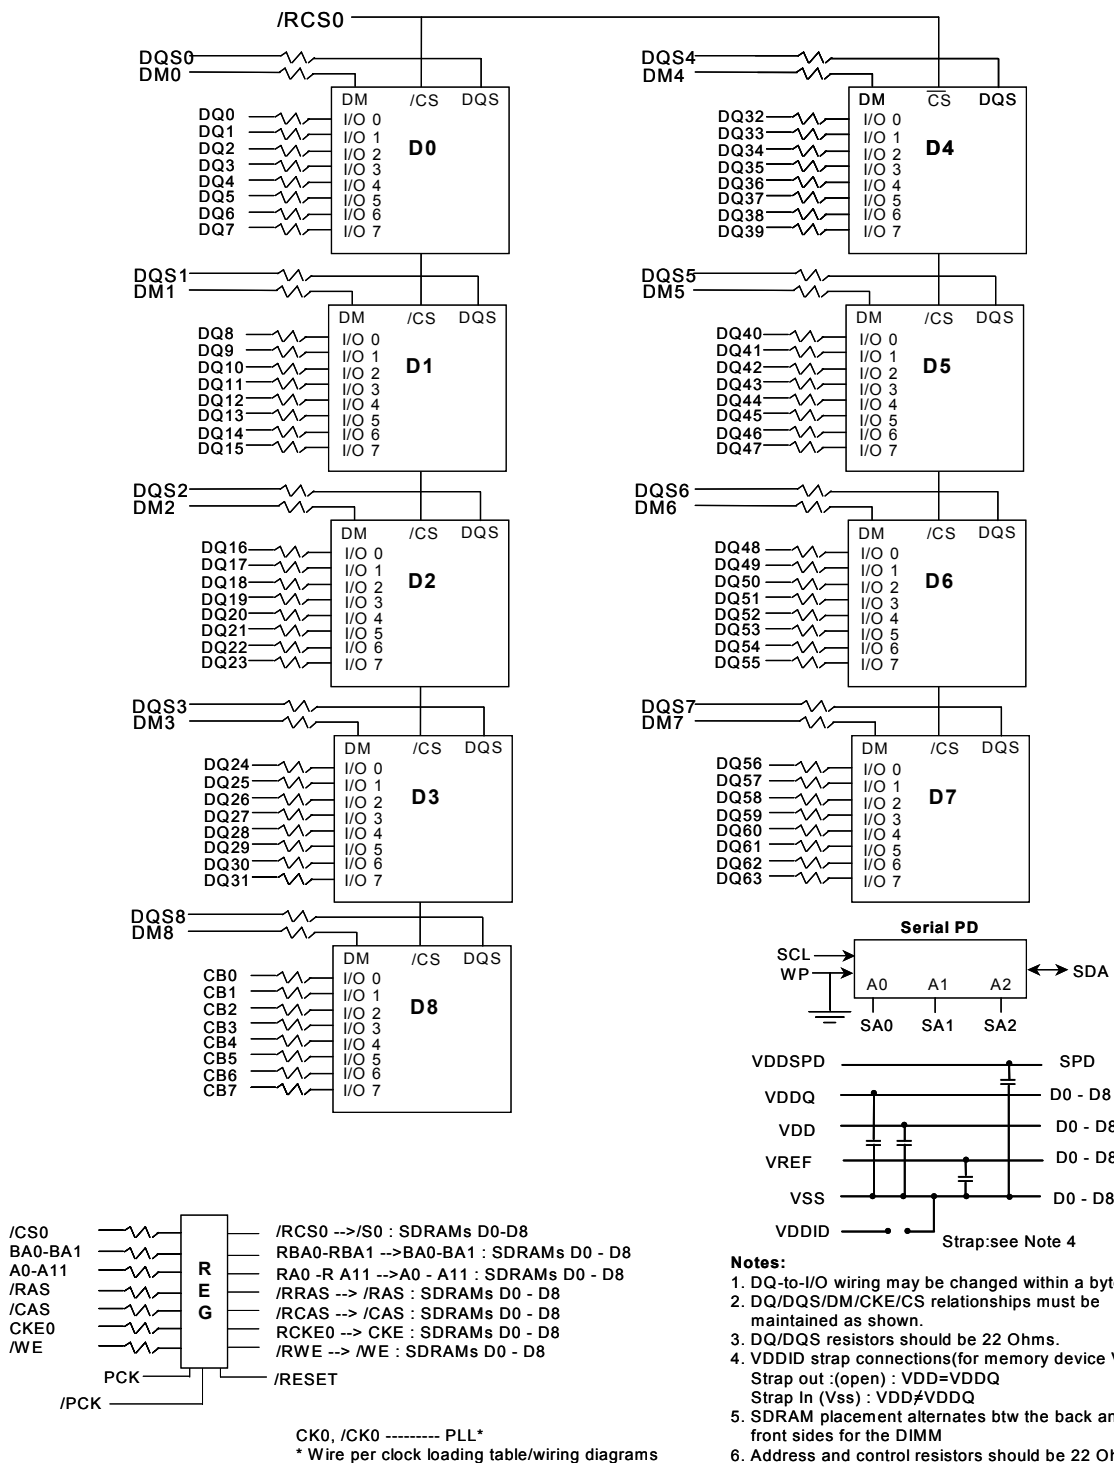 /RCS0
DQS0
DM0
DM /CS DQS
DQ0 I/O 0
DQ1 I/O 1
DQ2 I/O 2
DQ3 I/O 3
DQ4 I/O 4
DQ5 I/O 5
DQ6 I/O 6
DQ7 I/O 7
D0
DQS1
DM1
DM /CS DQS
DQ8 I/O 0
DQ9 I/O 1
DQ10 I/O 2
DQ11 I/O 3
DQ12 I/O 4
DQ13 I/O 5
DQ14 I/O 6
DQ15 I/O 7
D1
DQS2
DM2
DM /CS DQS
DQ16 I/O 0
DQ17 I/O 1
DQ18 I/O 2
DQ19 I/O 3
DQ20 I/O 4
DQ21 I/O 5
DQ22 I/O 6
DQ23 I/O 7
D2
DQS3
DM3
DM /CS DQS
DQ24 I/O 0
DQ25 I/O 1
DQ26 I/O 2
DQ27 I/O 3
DQ28 I/O 4
DQ29 I/O 5
DQ30 I/O 6
DQ31 I/O 7
D3
DQS8
DM8
DM /CS DQS
CB0 I/O 0
CB1 I/O 1
CB2 I/O 2
CB3 I/O 3
CB4 I/O 4
CB5 I/O 5
CB6 I/O 6
CB7 I/O 7
D8
DQS4
DM4
DM CS DQS
DQ32 I/O 0
DQ33 I/O 1
DQ34 I/O 2
DQ35 I/O 3
DQ36 I/O 4
DQ37 I/O 5
DQ38 I/O 6
DQ39 I/O 7
D4
DQS5
DM5
DM /CS DQS
DQ40 I/O 0
DQ41 I/O 1
DQ42 I/O 2
DQ43 I/O 3
DQ44 I/O 4
DQ45 I/O 5
DQ46 I/O 6
DQ47 I/O 7
D5
DQS6
DM6
DM /CS DQS
DQ48 I/O 0
DQ49 I/O 1
DQ50 I/O 2
DQ51 I/O 3
DQ52 I/O 4
DQ53 I/O 5
DQ54 I/O 6
DQ55 I/O 7
D6
DQS7
DM7
DM /CS DQS
DQ56 I/O 0
DQ57 I/O 1
DQ58 I/O 2
DQ59 I/O 3
DQ60 I/O 4
DQ61 I/O 5
DQ62 I/O 6
DQ63 I/O 7
D7
Serial PD
SCL
WP
SDA
A0 A1 A2
SA0 SA1 SA2
VDDSPD SPD
VDDQ D0 - D8
VDD D0 - D8
VREF D0 - D8
VSS D0 - D8
VDDID
Strap:see Note 4
/CS0 /RCS0 -->/S0 : SDRAMs D0-D8
BA0-BA1 RBA0-RBA1 -->BA0-BA1 : SDRAMs D0 - D8
A0-A11 RA0 -R A11 -->A0 - A11 : SDRAMs D0 - D8
/RAS /RRAS --> /RAS : SDRAMs D0 - D8
/CAS /RCAS --> /CAS : SDRAMs D0 - D8
CKE0 RCKE0 --> CKE : SDRAMs D0 - D8
/WE /RWE --> /WE : SDRAMs D0 - D8
R
E
G
PCK /RESET
/PCK
CK0, /CK0 --------- PLL*
* Wire per clock loading table/wiring diagrams
Notes:
1. DQ-to-I/O wiring may be changed within a
2. DQ/DQS/DM/CKE/CS relationships must be
maintained as shown.
3. DQ/DQS resistors should be 22 Ohms.
4. VDDID strap connections(for memory device
Strap out :(open) : VDD=VDDQ
Strap In (Vss) : VDD≠VDDQ
5. SDRAM placement alternates btw the back
front sides for the DIMM
6. Address and control resistors should be 22